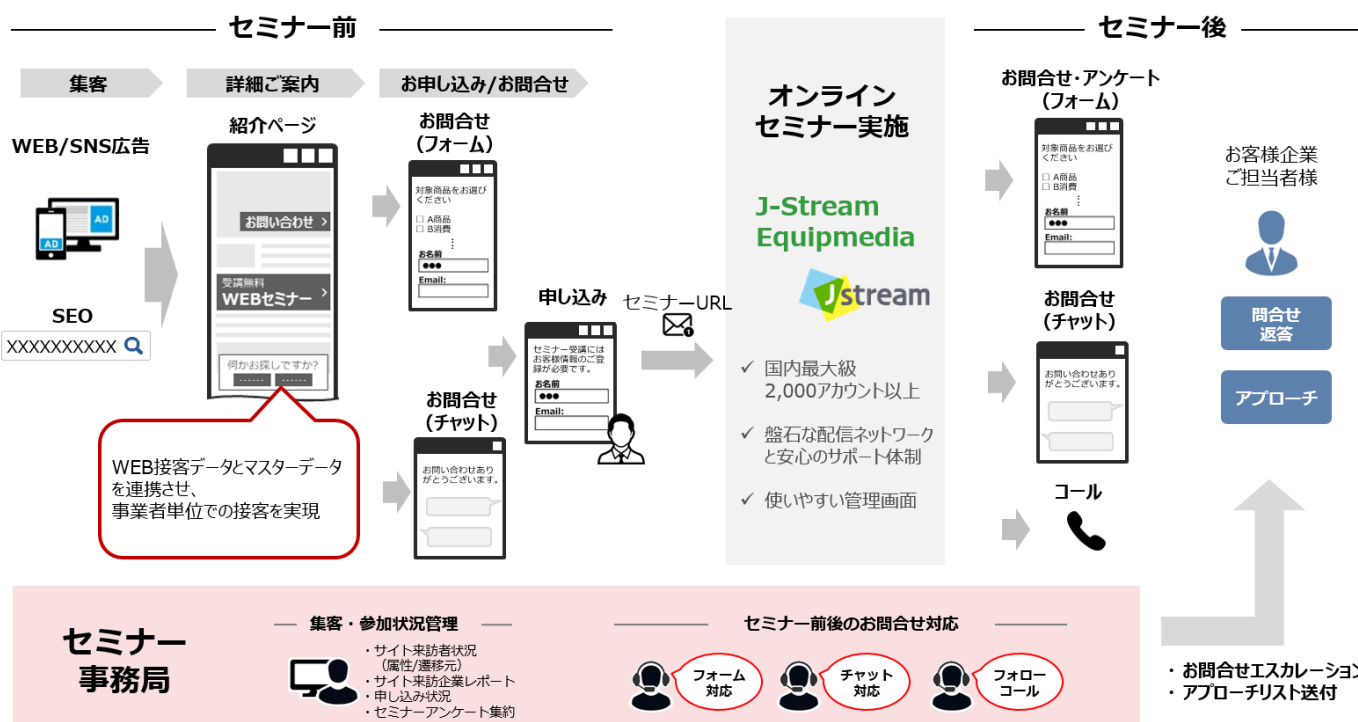 セミナー前
集客
詳細ご案内
お申し込み/お問合せ
WEB/SNS広告
AD
AD
SEO
XXXXXXXXXX
紹介ページ
お問い合わせ >
受講無料
WEBセミナー >
何かお探しですか?
WEB接客データとマスターデータ
を連携させ、
事業者単位での接客を実現
お問合せ
(フォーム)
対象商品をお選び
ください
□ A商品
□ B消費
⋮
お名前
●●●
Email:
お問合せ
(チャット)
お問い合わせあり
がとうございます。
申し込み
セミナー受講には
お客様情報のご登
録が必要です。
お名前
●●●
Email:
セミナーURL
オンライン
セミナー実施
J-Stream
Equipmedia
Jstream
✓ 国内最大級
2,000アカウント以上
✓ 盤石な配信ネットワーク
と安心のサポート体制
✓ 使いやすい管理画面
セミナー後
お問合せ・アンケート
(フォーム)
対象商品をお選び
ください
□ A商品
□ B消費
⋮
お名前
●●●
Email:
お問合せ
(チャット)
お問い合わせあり
がとうございます。
コール
お客様企業
ご担当者様
問合せ
返答
アプローチ
セミナー
事務局
集客・参加状況管理
・サイト来訪者状況
(属性/遷移元)
・サイト来訪企業レポート
・申し込み状況
・セミナーアンケート集約
セミナー前後のお問合せ対応
フォーム
対応
チャット
対応
フォロー
コール
・お問合せエスカレーション
・アプローチリスト送付